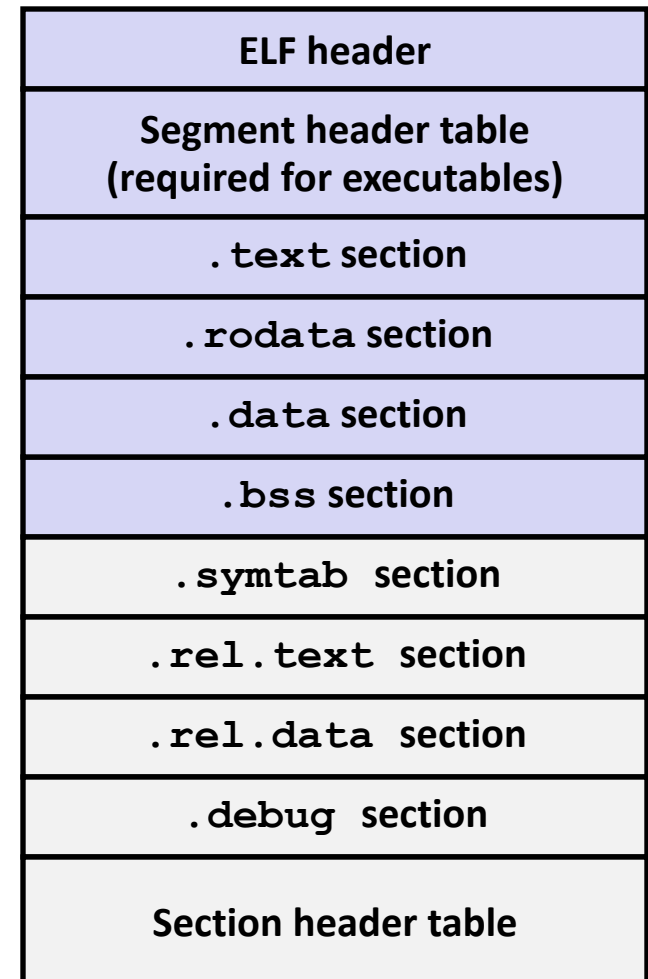 ELF header
Segment header table
(required for executables)
.text section
.rodata section
.data section
.bss section
.symtab section
.rel.text section
.rel.data section
.debug section
Section header table